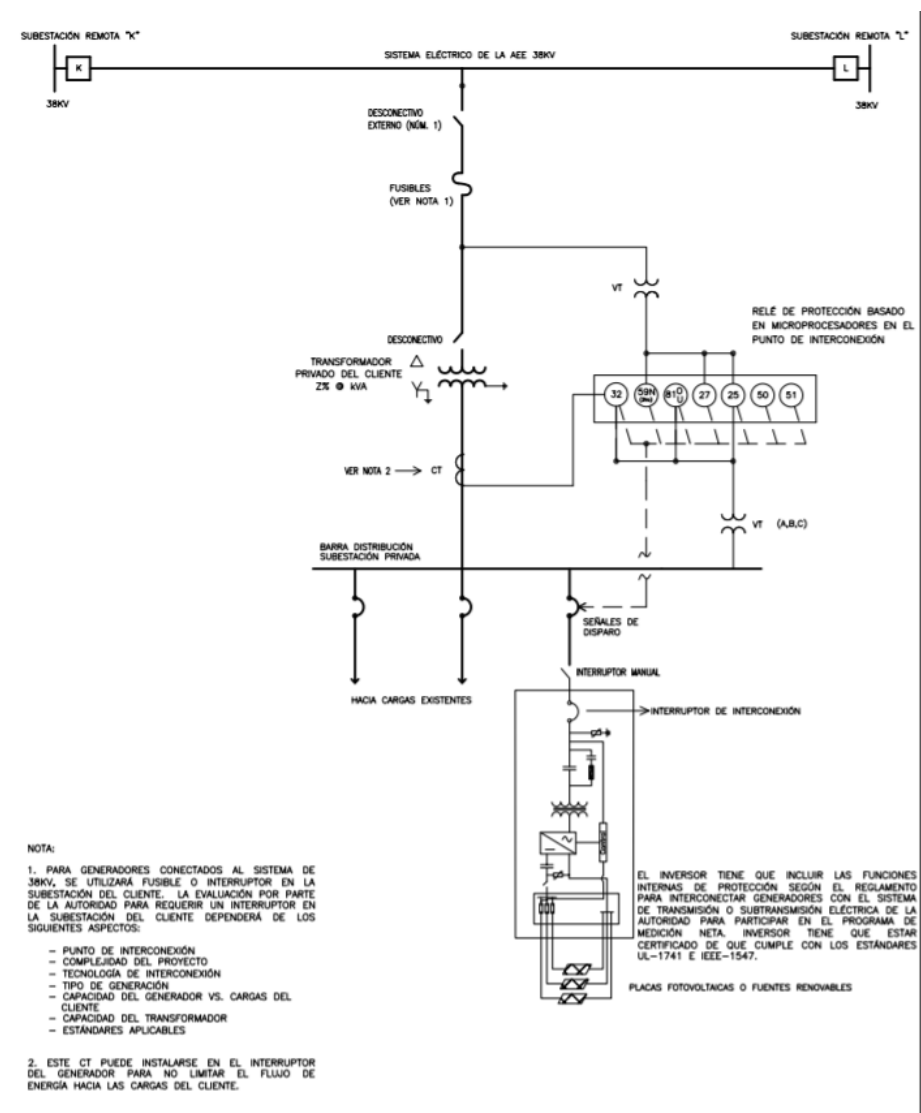 SUBESTACIÓN REMOTA "K"
SUBESTACIÓN REMOTA "L"
SISTEMA ELÉCTRICO DE LA AEE 38KV
K
L
38KV
38KV
DESCONECTIVO
EXTERNO (NÚM. 1)
FUSIBLES
(VER NOTA 1)
VT
RELÉ DE PROTECCIÓN BASADO
EN MICROPROCESADORES EN EL
PUNTO DE INTERCONEXIÓN
DESCONECTIVO
TRANSFORMADOR
PRIVADO DEL CLIENTE
Z% @ kVA
32
59N
81 O U
27
25
50
51
VER NOTA 2
CT
VT (A,B,C)
BARRA DISTRIBUCIÓN
SUBESTACIÓN PRIVADA
SEÑALES DE
DISPARO
INTERRUPTOR MANUAL
HACIA CARGAS EXISTENTES
INTERRUPTOR DE INTERCONEXIÓN
Control
NOTA:
1. PARA GENERADORES CONECTADOS AL SISTEMA DE
38KV, SE UTILIZARÁ FUSIBLE O INTERRUPTOR EN LA
SUBESTACIÓN DEL CLIENTE. LA EVALUACIÓN POR PARTE
DE LA AUTORIDAD PARA REQUERIR UN INTERRUPTOR EN
LA SUBESTACIÓN DEL CLIENTE DEPENDERÁ DE LOS
SIGUIENTES ASPECTOS:
– PUNTO DE INTERCONEXIÓN
– COMPLEJIDAD DEL PROYECTO
– TECNOLOGÍA DE INTERCONEXIÓN
– TIPO DE GENERACIÓN
– CAPACIDAD DEL GENERADOR VS. CARGAS DEL
CLIENTE
– CAPACIDAD DEL TRANSFORMADOR
– ESTÁNDARES APLICABLES
2. ESTE CT PUEDE INSTALARSE EN EL INTERRUPTOR
DEL GENERADOR PARA NO LIMITAR EL FLUJO DE
ENERGÍA HACIA LAS CARGAS DEL CLIENTE.
EL INVERSOR TIENE QUE INCLUIR LAS FUNCIONES
INTERNAS DE PROTECCIÓN SEGÚN EL REGLAMENTO
PARA INTERCONECTAR GENERADORES CON EL SISTEMA
DE TRANSMISIÓN O SUBTRANSMISIÓN ELÉCTRICA DE LA
AUTORIDAD PARA PARTICIPAR EN EL PROGRAMA DE
MEDICIÓN NETA. INVERSOR TIENE QUE ESTAR
CERTIFICADO DE QUE CUMPLE CON LOS ESTÁNDARES
UL-1741 E IEEE-1547.
PLACAS FOTOVOLTAICAS O FUENTES RENOVABLES